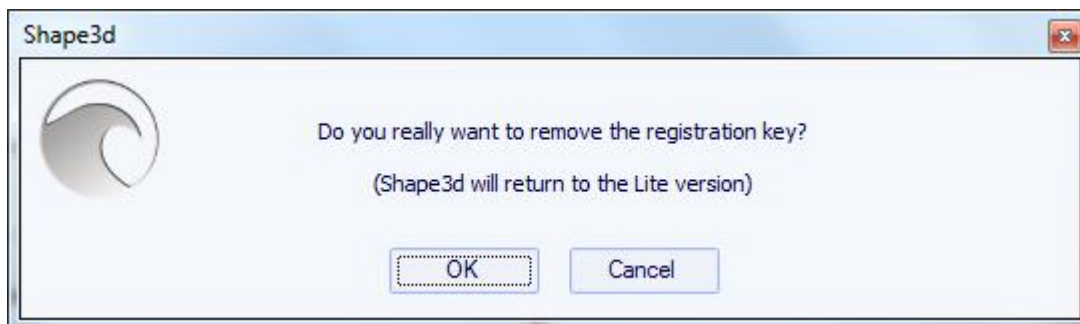 Shape3d
Do you really want to remove the registration key?
(Shape3d will return to the Lite version)
OK
Cancel